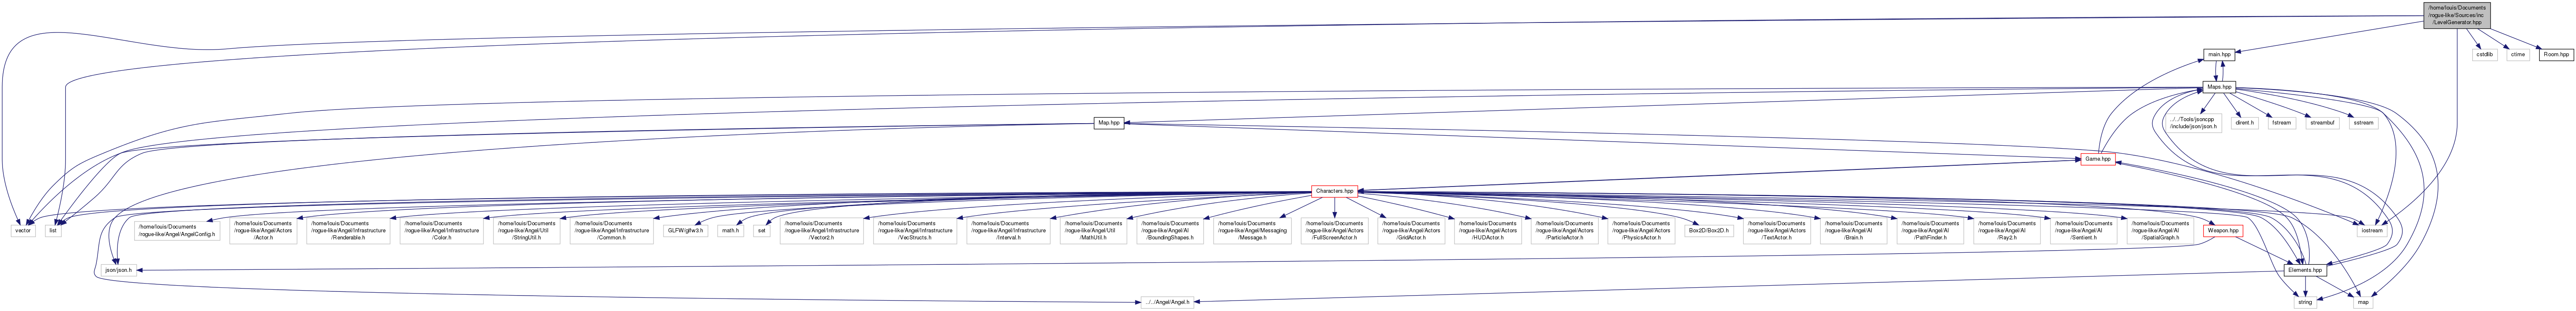 /home/louis/Documents
/rogue-like/Sources/inc
/LevelGenerator.hpp
main.hpp
cstdlib
ctime
Room.hpp
Maps.hpp
../../Tools/jsoncpp
/include/json/json.h
dirent.h
fstream
streambuf
sstream
Map.hpp
Game.hpp
Characters.hpp
vector
list
/home/louis/Documents
/rogue-like/Angel/AngelConfig.h
/home/louis/Documents
/rogue-like/Angel/Actors
/Actor.h
/home/louis/Documents
/rogue-like/Angel/Infrastructure
/Renderable.h
/home/louis/Documents
/rogue-like/Angel/Infrastructure
/Color.h
/home/louis/Documents
/rogue-like/Angel/Util
/StringUtil.h
/home/louis/Documents
/rogue-like/Angel/Infrastructure
/Common.h
GLFW/glfw3.h
math.h
set
/home/louis/Documents
/rogue-like/Angel/Infrastructure
/Vector2.h
/home/louis/Documents
/rogue-like/Angel/Infrastructure
/VecStructs.h
/home/louis/Documents
/rogue-like/Angel/Infrastructure
/Interval.h
/home/louis/Documents
/rogue-like/Angel/Util
/MathUtil.h
/home/louis/Documents
/rogue-like/Angel/AI
/BoundingShapes.h
/home/louis/Documents
/rogue-like/Angel/Messaging
/Message.h
/home/louis/Documents
/rogue-like/Angel/Actors
/FullScreenActor.h
/home/louis/Documents
/rogue-like/Angel/Actors
/GridActor.h
/home/louis/Documents
/rogue-like/Angel/Actors
/HUDActor.h
/home/louis/Documents
/rogue-like/Angel/Actors
/ParticleActor.h
/home/louis/Documents
/rogue-like/Angel/Actors
/PhysicsActor.h
Box2D/Box2D.h
/home/louis/Documents
/rogue-like/Angel/Actors
/TextActor.h
/home/louis/Documents
/rogue-like/Angel/AI
/Brain.h
/home/louis/Documents
/rogue-like/Angel/AI
/PathFinder.h
/home/louis/Documents
/rogue-like/Angel/AI
/Ray2.h
/home/louis/Documents
/rogue-like/Angel/AI
/Sentient.h
/home/louis/Documents
/rogue-like/Angel/AI
/SpatialGraph.h
Weapon.hpp
iostream
json/json.h
Elements.hpp
../../Angel/Angel.h
string
map